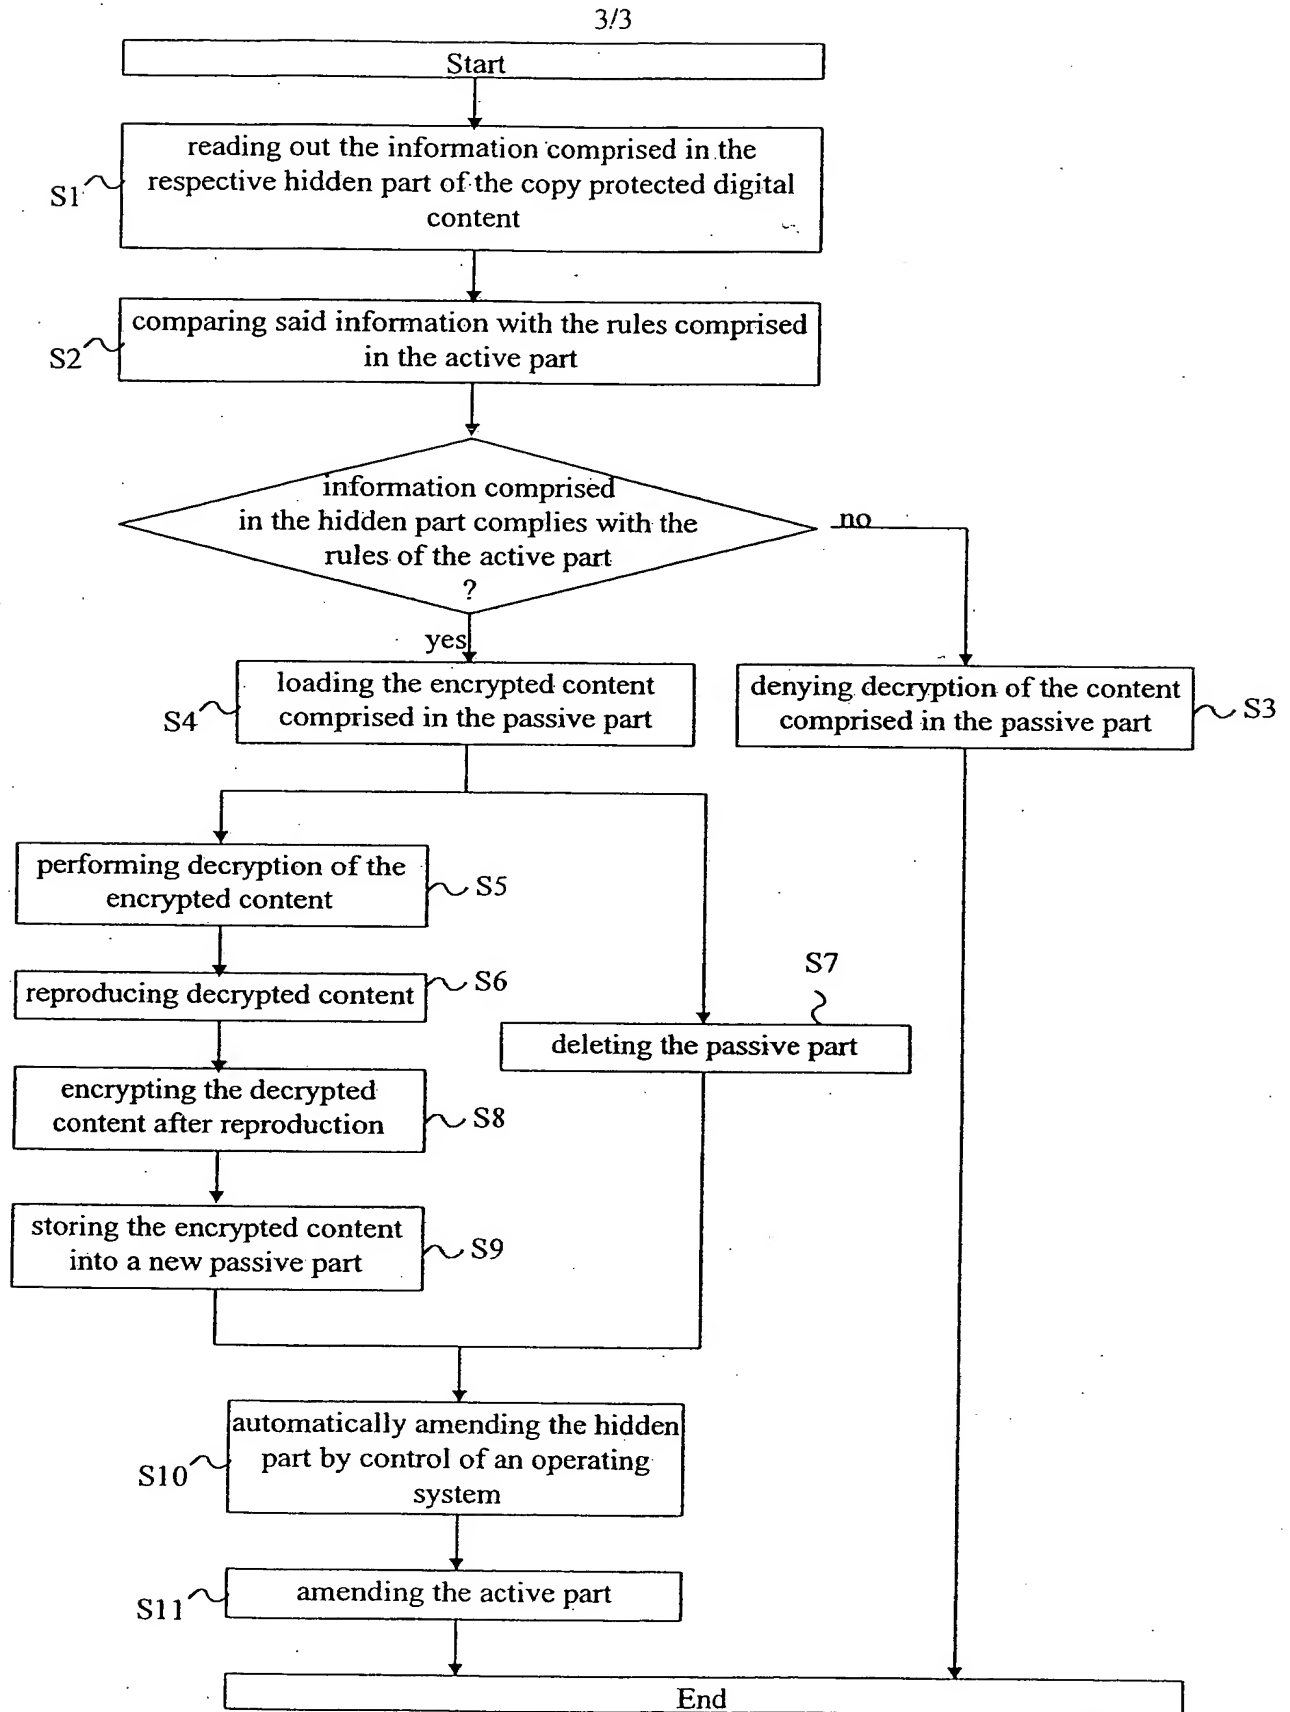 3/3
Start
reading out the information comprised in the
respective hidden part of the copy protected digital
content
S1
comparing said information with the rules comprised
in the active part
S2
information comprised
in the hidden part complies with the
rules of the active part
?
no
yes
loading the encrypted content
comprised in the passive part
S4
denying decryption of the content
comprised in the passive part
S3
performing decryption of the
encrypted content
S5
reproducing decrypted content
S6
S7
deleting the passive part
encrypting the decrypted
content after reproduction
S8
storing the encrypted content
into a new passive part
S9
automatically amending the hidden
part by control of an operating
system
S10
amending the active part
S11
End